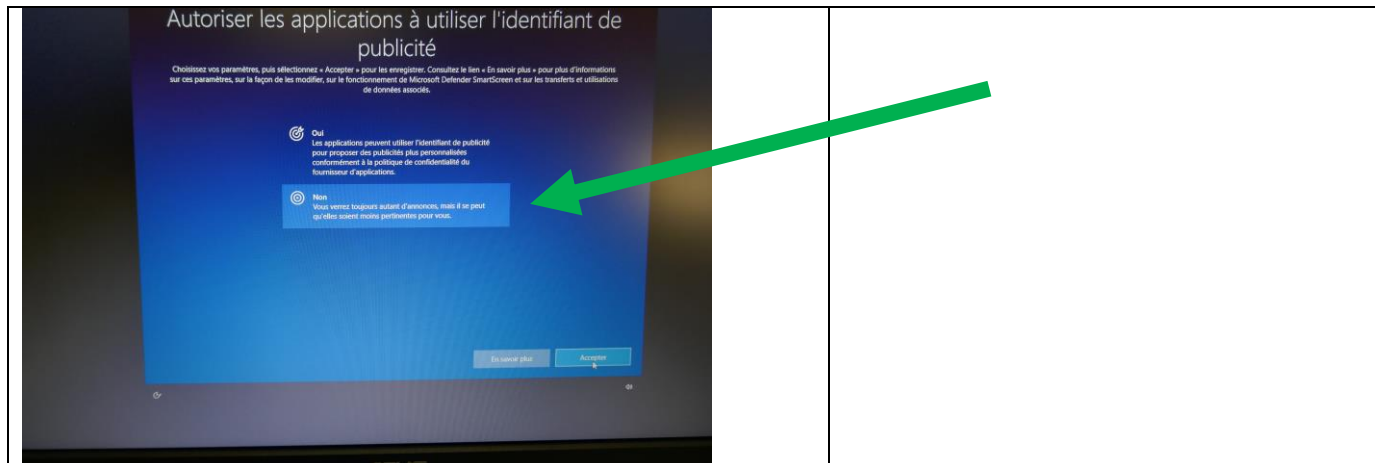 Autoriser les applications à utiliser l'identifiant de
publicité
Choisissez vos paramètres, puis sélectionnez « Accepter » pour les enregistrer. Consultez le lien « En savoir plus » pour plus d'informations
sur ces paramètres, sur la façon de les modifier, sur le fonctionnement de Microsoft Defender SmartScreen et sur les transferts et utilisations
de données associés.
Oui
Les applications peuvent utiliser l'identifiant de publicité
pour proposer des publicités plus personnalisées
conformément à la politique de confidentialité du
fournisseur d'applications.
Non
Vous verrez toujours autant d'annonces, mais il se peut
qu'elles soient moins pertinentes pour vous.
En savoir plus
Accepter